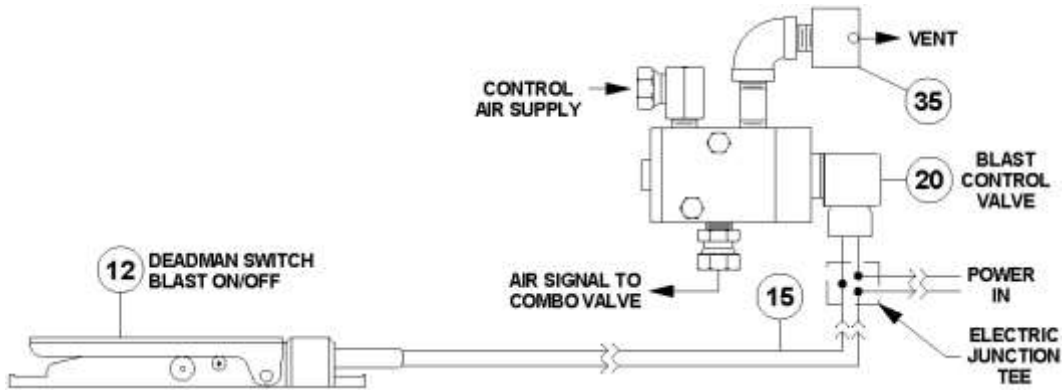 VENT
CONTROL
AIR SUPPLY
35
20
BLAST
CONTROL
VALVE
12
DEADMAN SWITCH
BLAST ON/OFF
AIR SIGNAL TO
COMBO VALVE
15
POWER
IN
ELECTRIC
JUNCTION
TEE